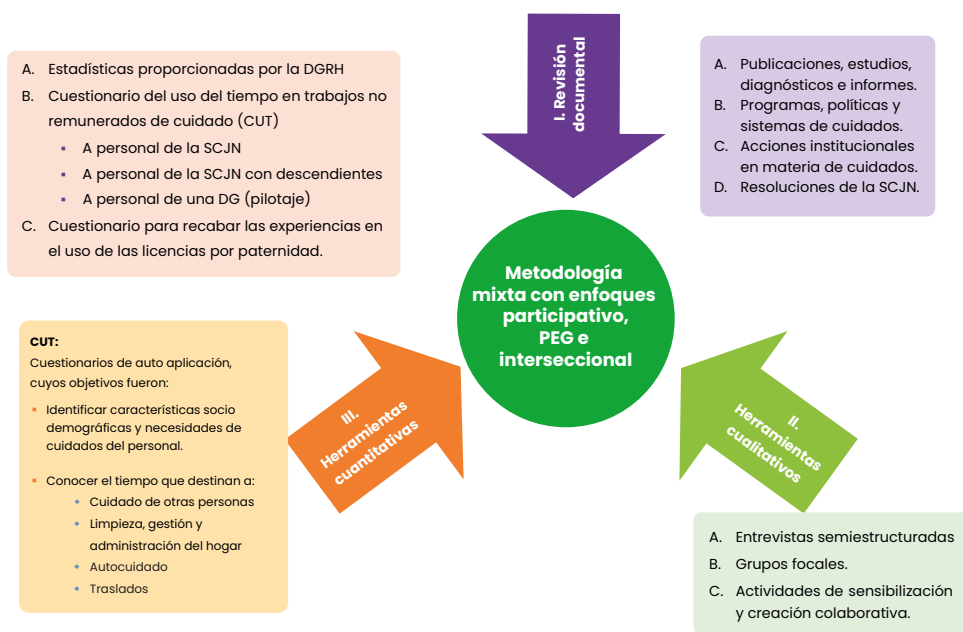 I. Revisión
documental
A. Estadísticas proporcionadas por la DGRH
B. Cuestionario del uso del tiempo en trabajos no
remunerados de cuidado (CUT)
▪ A personal de la SCJN
▪ A personal de la SCJN con descendientes
▪ A personal de una DG (pilotaje)
C. Cuestionario para recabar las experiencias en
el uso de las licencias por paternidad.
A. Publicaciones, estudios,
diagnósticos e informes.
B. Programas, políticas y
sistemas de cuidados.
C. Acciones institucionales
en materia de cuidados.
D. Resoluciones de la SCJN.
Metodología
mixta con enfoques
participativo,
PEG e
interseccional
CUT:
Cuestionarios de auto aplicación,
cuyos objetivos fueron:
▪ Identificar características socio
demográficas y necesidades de
cuidados del personal.
▪ Conocer el tiempo que destinan a:
◆ Cuidado de otras personas
◆ Limpieza, gestión y
administración del hogar
◆ Autocuidado
◆ Traslados
III.
Herramientas
cuantitativas
II.
Herramientas
cualitativos
A. Entrevistas semiestructuradas
B. Grupos focales.
C. Actividades de sensibilización
y creación colaborativa.